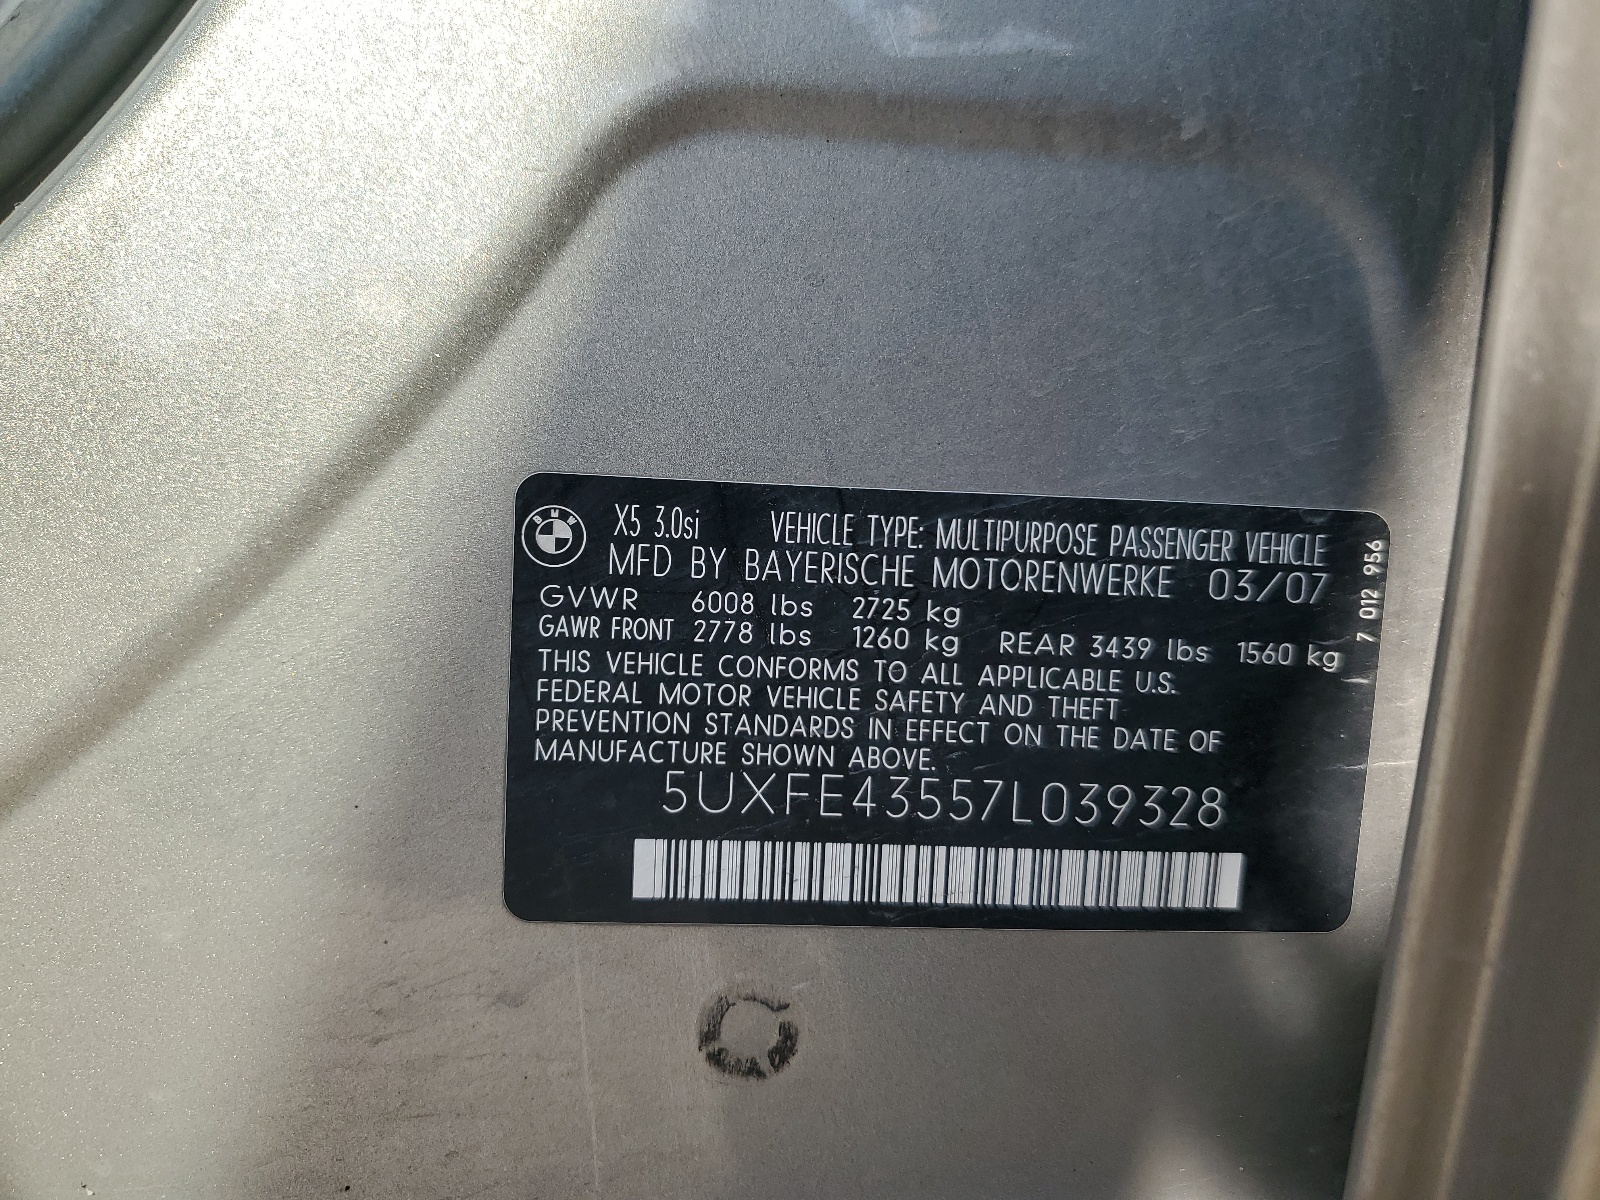 BMW
X5 3.0si VEHICLE TYPE: MULTIPURPOSE PASSENGER VEHICLE
MFD BY BAYERISCHE MOTORENWERKE 03/07
GVWR 6008 lbs 2725 kg
GAWR FRONT 2778 lbs 1260 kg REAR 3439 lbs 1560 kg
THIS VEHICLE CONFORMS TO ALL APPLICABLE U.S.
FEDERAL MOTOR VEHICLE SAFETY AND THEFT
PREVENTION STANDARDS IN EFFECT ON THE DATE OF
MANUFACTURE SHOWN ABOVE.
5UXFE43557L039328
7 012 956